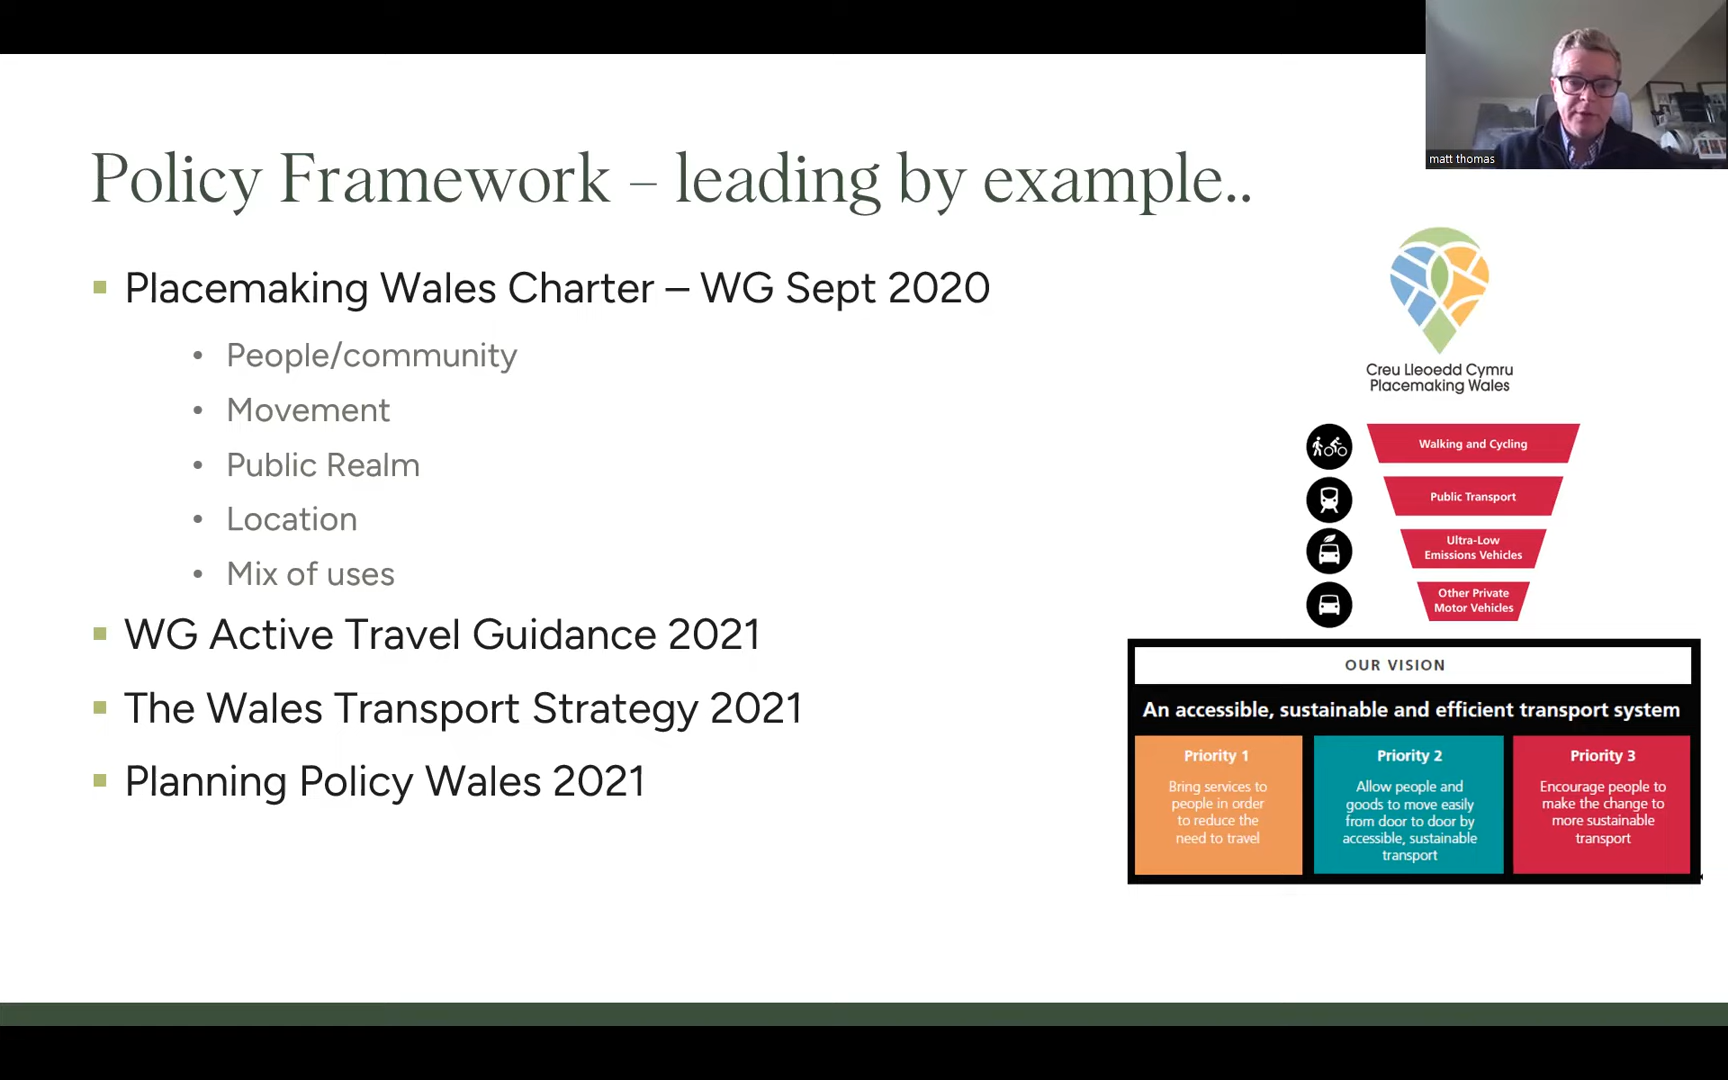 matt thomas
Policy Framework – leading by example..
Placemaking Wales Charter – WG Sept 2020
People/community
Movement
Public Realm
Location
Mix of uses
WG Active Travel Guidance 2021
The Wales Transport Strategy 2021
Planning Policy Wales 2021
Creu Lleoedd Cymru
Placemaking Wales
Walking and Cycling
Public Transport
Ultra-Low
Emissions Vehicles
Other Private
Motor Vehicles
OUR VISION
An accessible, sustainable and efficient transport system
Priority 1
Bring services to
people in order
to reduce the
need to travel
Priority 2
Allow people and
goods to move easily
from door to door by
accessible, sustainable
transport
Priority 3
Encourage people to
make the change to
more sustainable
transport